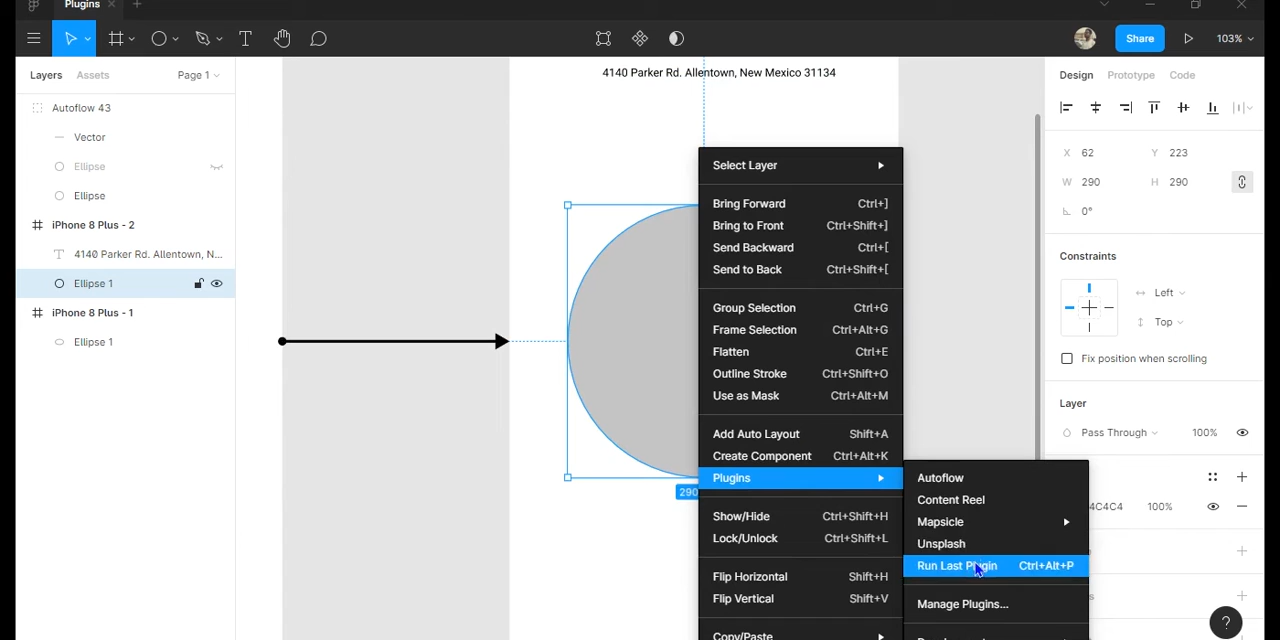 Plugins
Share
103%
Layers
Assets
Page 1
Autoflow 43
Vector
Ellipse
Ellipse
iPhone 8 Plus - 2
4140 Parker Rd. Allentown, N...
Ellipse 1
iPhone 8 Plus - 1
Ellipse 1
4140 Parker Rd. Allentown, New Mexico 31134
290
Select Layer
Bring Forward Ctrl+]
Bring to Front Ctrl+Shift+]
Send Backward Ctrl+[
Send to Back Ctrl+Shift+[
Group Selection Ctrl+G
Frame Selection Ctrl+Alt+G
Flatten Ctrl+E
Outline Stroke Ctrl+Shift+O
Use as Mask Ctrl+Alt+M
Add Auto Layout Shift+A
Create Component Ctrl+Alt+K
Plugins
Show/Hide Ctrl+Shift+H
Lock/Unlock Ctrl+Shift+L
Flip Horizontal Shift+H
Flip Vertical Shift+V
Copy/Paste
Autoflow
Content Reel
Mapsicle
Unsplash
Run Last Plugin Ctrl+Alt+P
Manage Plugins...
Design
Prototype
Code
X 62 Y 223
W 290 H 290
0°
Constraints
Left
Top
Fix position when scrolling
Layer
Pass Through 100%
4C4 100%
?